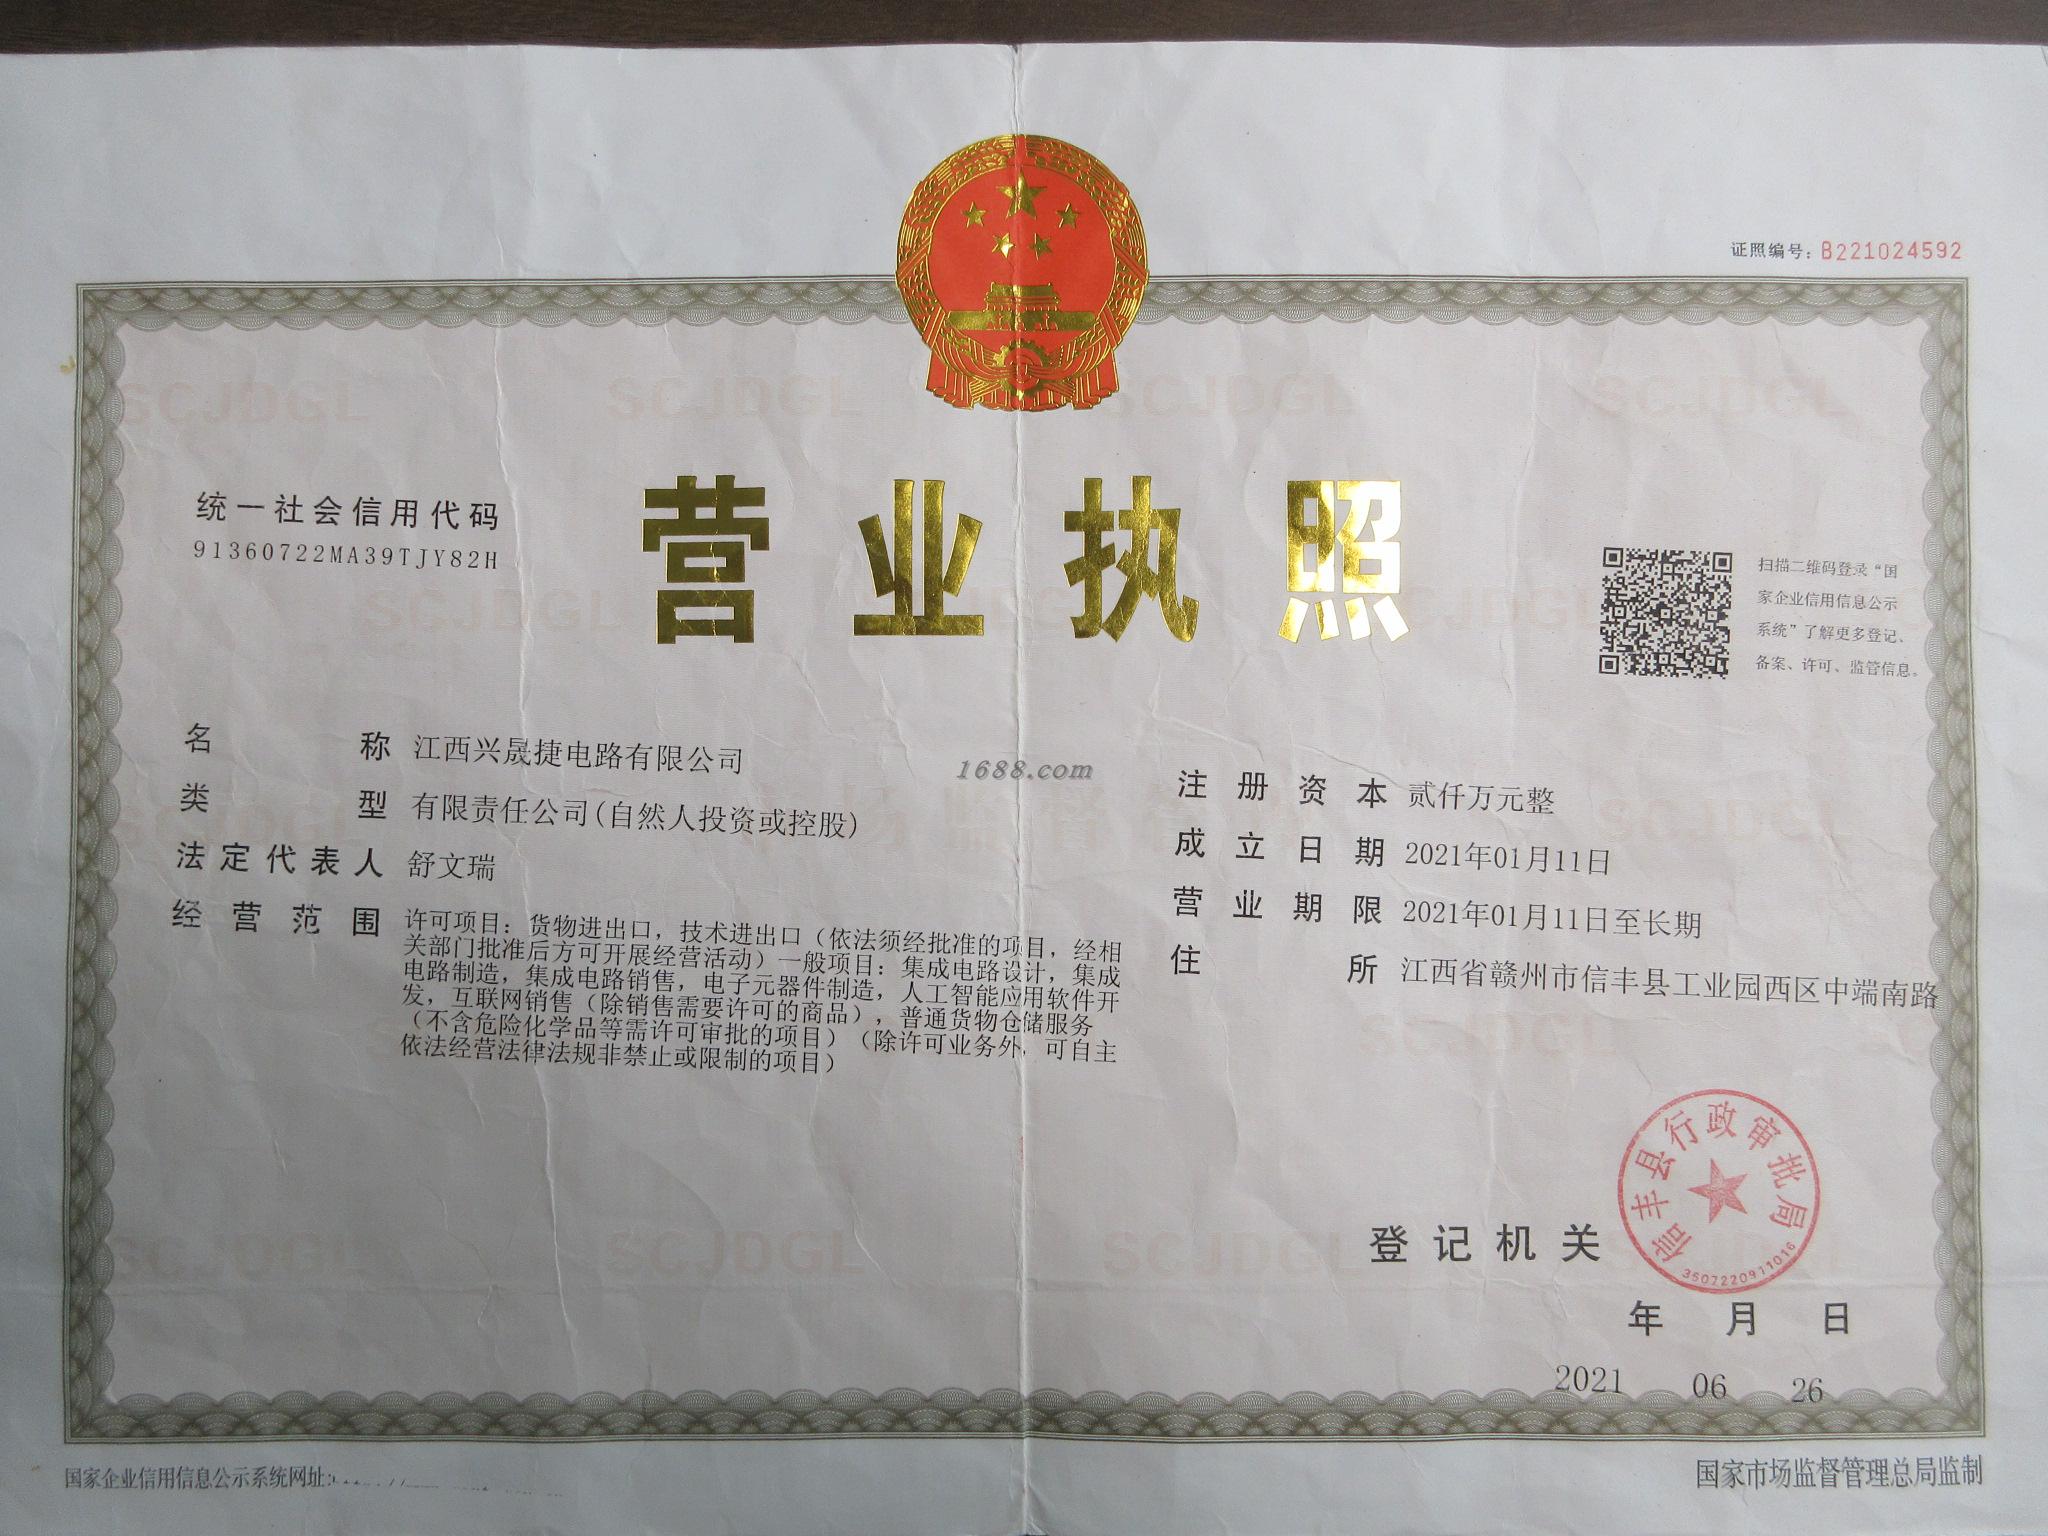 证照编号：B221024592
营业执照
统一社会信用代码
91360722MA39TJY82H
扫描二维码登录“国
家企业信用信息公示
系统”了解更多登记、
备案、许可、监管信息。
名称 江西兴晟捷电路有限公司
类型 有限责任公司(自然人投资或控股)
法定代表人 舒文瑞
经营范围 许可项目：货物进出口，技术进出口（依法须经批准的项目，经相
关部门批准后方可开展经营活动）一般项目：集成电路设计，集成
电路制造，集成电路销售，电子元器件制造，人工智能应用软件开
发，互联网销售（除销售需要许可的商品），普通货物仓储服务
（不含危险化学品等需许可审批的项目）（除许可业务外，可自主
依法经营法律法规非禁止或限制的项目）
1688.com
注册资本 贰仟万元整
成立日期 2021年01月11日
营业期限 2021年01月11日至长期
住所 江西省赣州市信丰县工业园西区中端南路
登记机关
信丰县行政审批局
3607220911016
年 月 日
2021 06 26
国家企业信用信息公示系统网址:
国家市场监督管理总局监制
SCJDGL SCJDGL SCJDGL SCJDGL